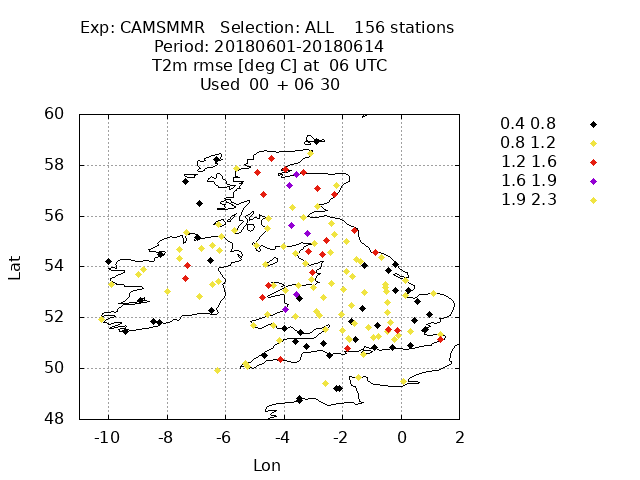 Exp: CAMSMMR   Selection: ALL    156 stations
Period: 20180601-20180614
T2m rmse [deg C] at  06 UTC
Used  00 + 06 30
0.4 0.8
0.8 1.2
1.2 1.6
1.6 1.9
1.9 2.3
60
58
56
54
52
50
48
Lat
-10 -8 -6 -4 -2 0 2
Lon